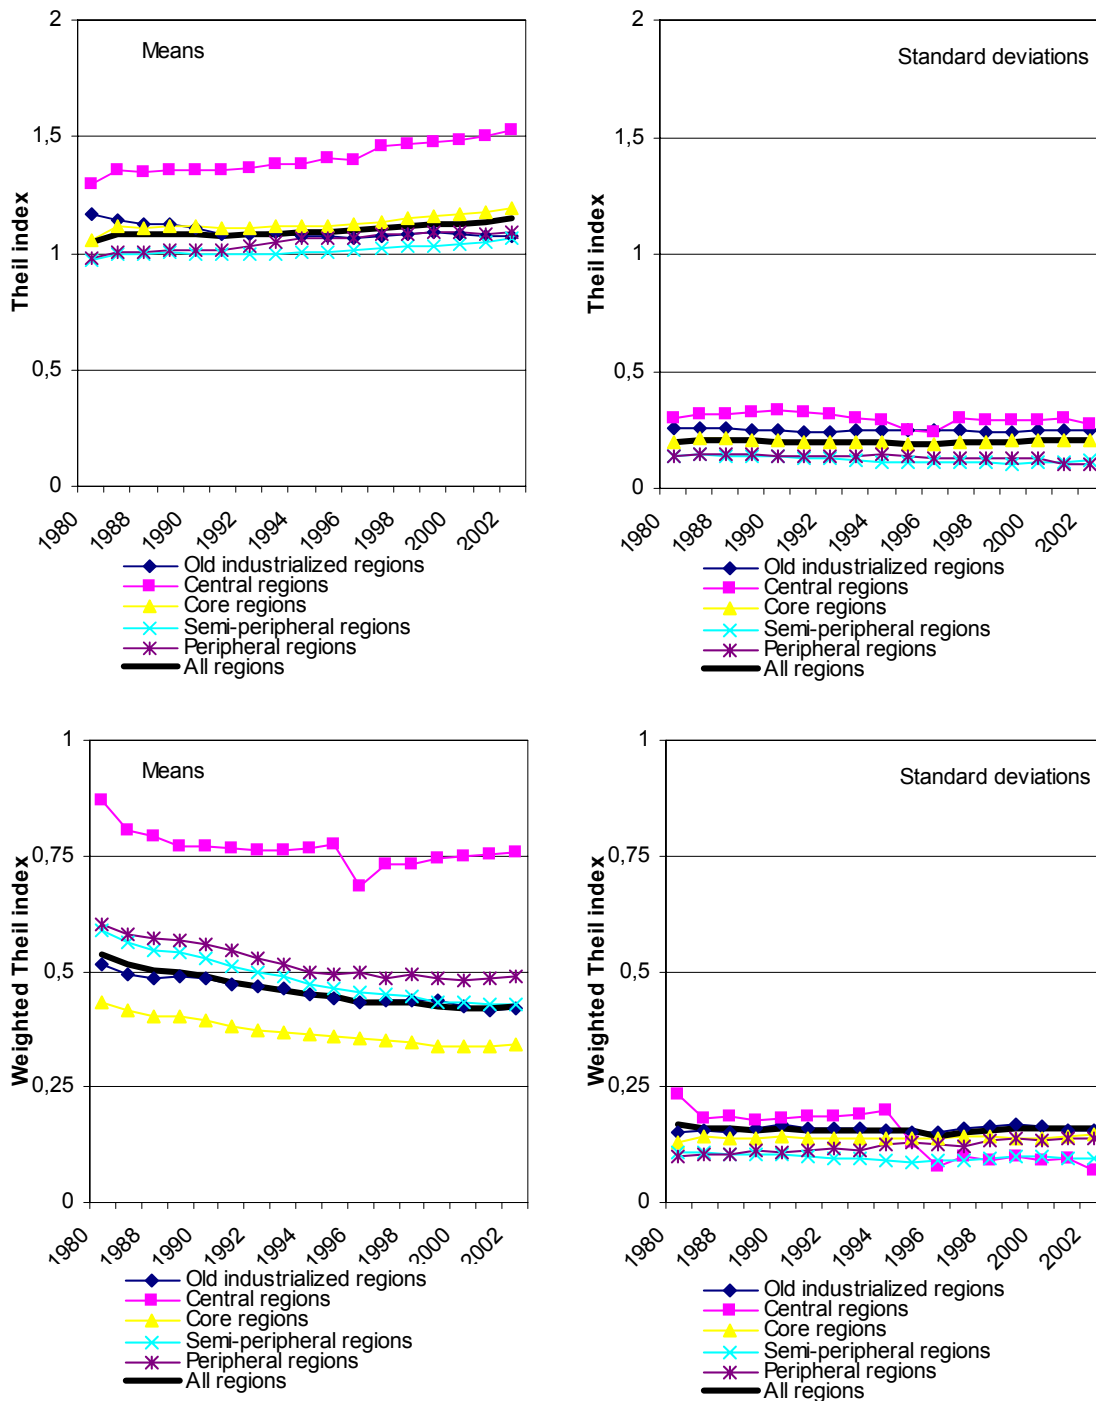 2
Means
1,5
1
0,5
0
Theil index
1980 1988 1990 1992 1994 1996 1998 2000 2002
Old industrialized regions
Central regions
Core regions
Semi-peripheral regions
Peripheral regions
All regions
2
Standard deviations
1,5
1
0,5
0
Theil index
1980 1988 1990 1992 1994 1996 1998 2000 2002
Old industrialized regions
Central regions
Core regions
Semi-peripheral regions
Peripheral regions
All regions
1
Means
0,75
0,5
0,25
0
Weighted Theil index
1980 1988 1990 1992 1994 1996 1998 2000 2002
Old industrialized regions
Central regions
Core regions
Semi-peripheral regions
Peripheral regions
All regions
1
Standard deviations
0,75
0,5
0,25
0
Weighted Theil index
1980 1988 1990 1992 1994 1996 1998 2000 2002
Old industrialized regions
Central regions
Core regions
Semi-peripheral regions
Peripheral regions
All regions